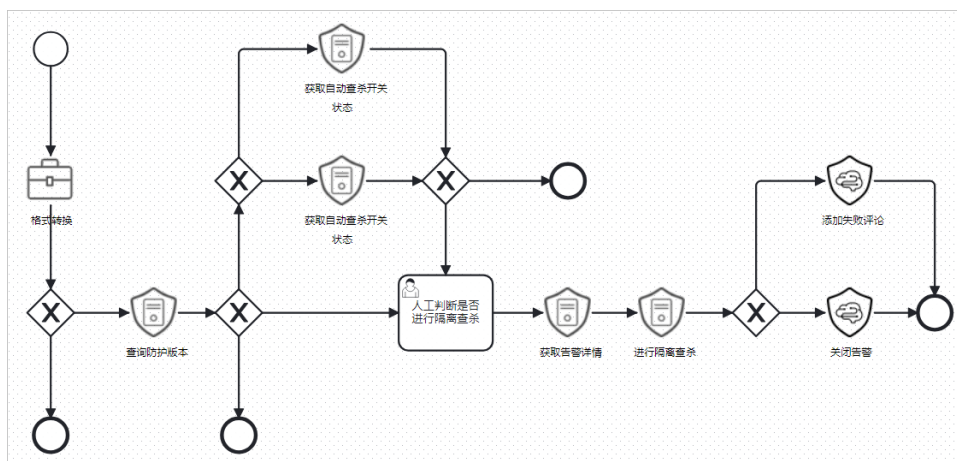 获取自动查杀开关
状态
获取自动查杀开关
状态
格式转换
添加失败评论
人工判断是否
进行隔离查杀
查询防护版本
获取告警详情
进行隔离查杀
关闭告警